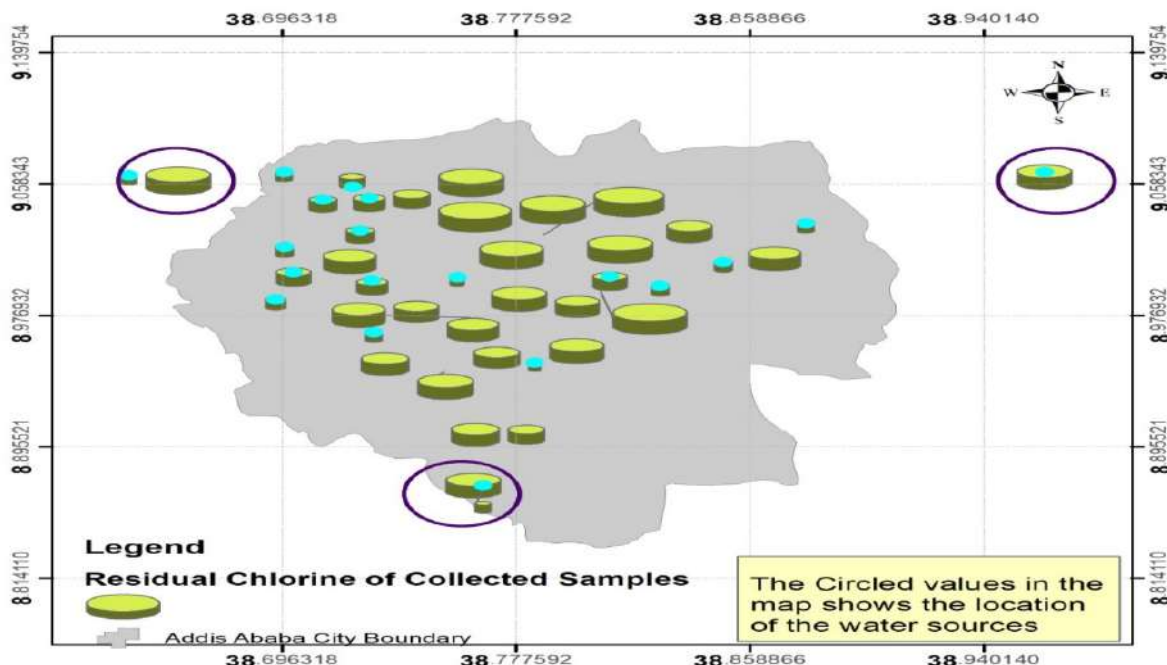 38.696318 38.777592 38.858866 38.940140
9.139754 9.139754
N
W E
S
9.058343 9.058343
8.976932 8.976932
8.895521 8.895521
Legend
Residual Chlorine of Collected Samples
8.814110 8.814110
Addis Ababa City Boundary
The Circled values in the
map shows the location
of the water sources
38.696318 38.777592 38.858866 38.940140